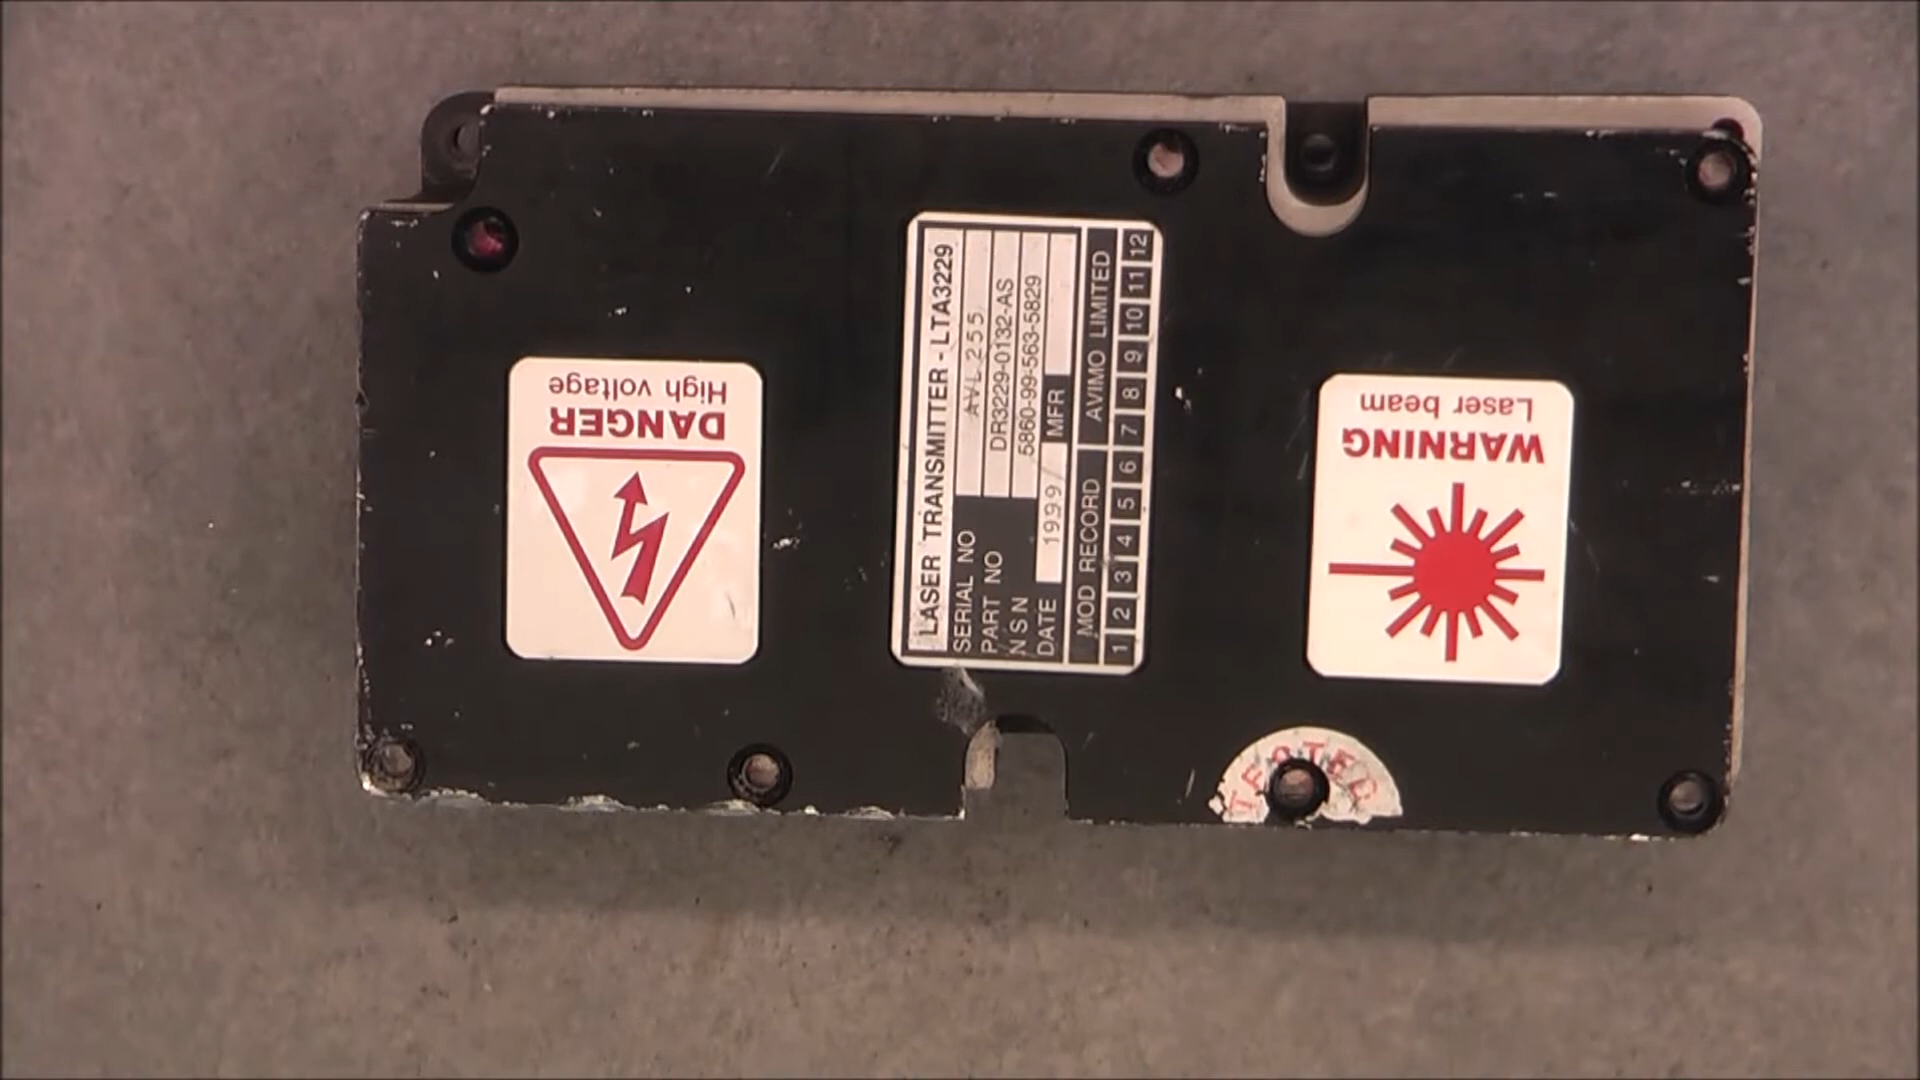 DANGER
High voltage
LASER TRANSMITTER - LTA3229
SERIAL NO AVL 255
PART NO DR3229-0132-AS
N S N 5860-99-563-5829
DATE 1999 MFR
MOD RECORD AVIMO LIMITED
1 2 3 4 5 6 7 8 9 10 11 12
WARNING
Laser beam
TESTED